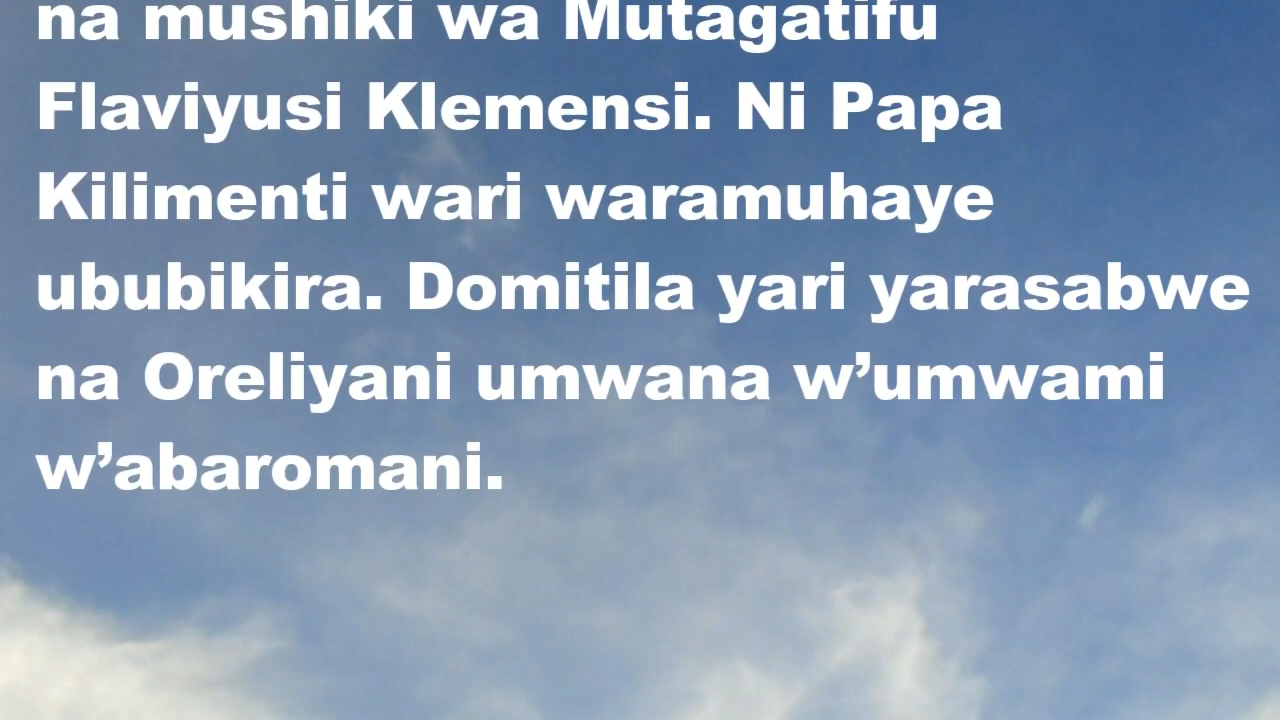 na mushiki wa Mutagatifu
Flaviyusi Klemensi. Ni Papa
Kilimenti wari waramuhaye
ububikira. Domitila yari yarasabwe
na Oreliyani umwana w’umwami
w’abaromani.